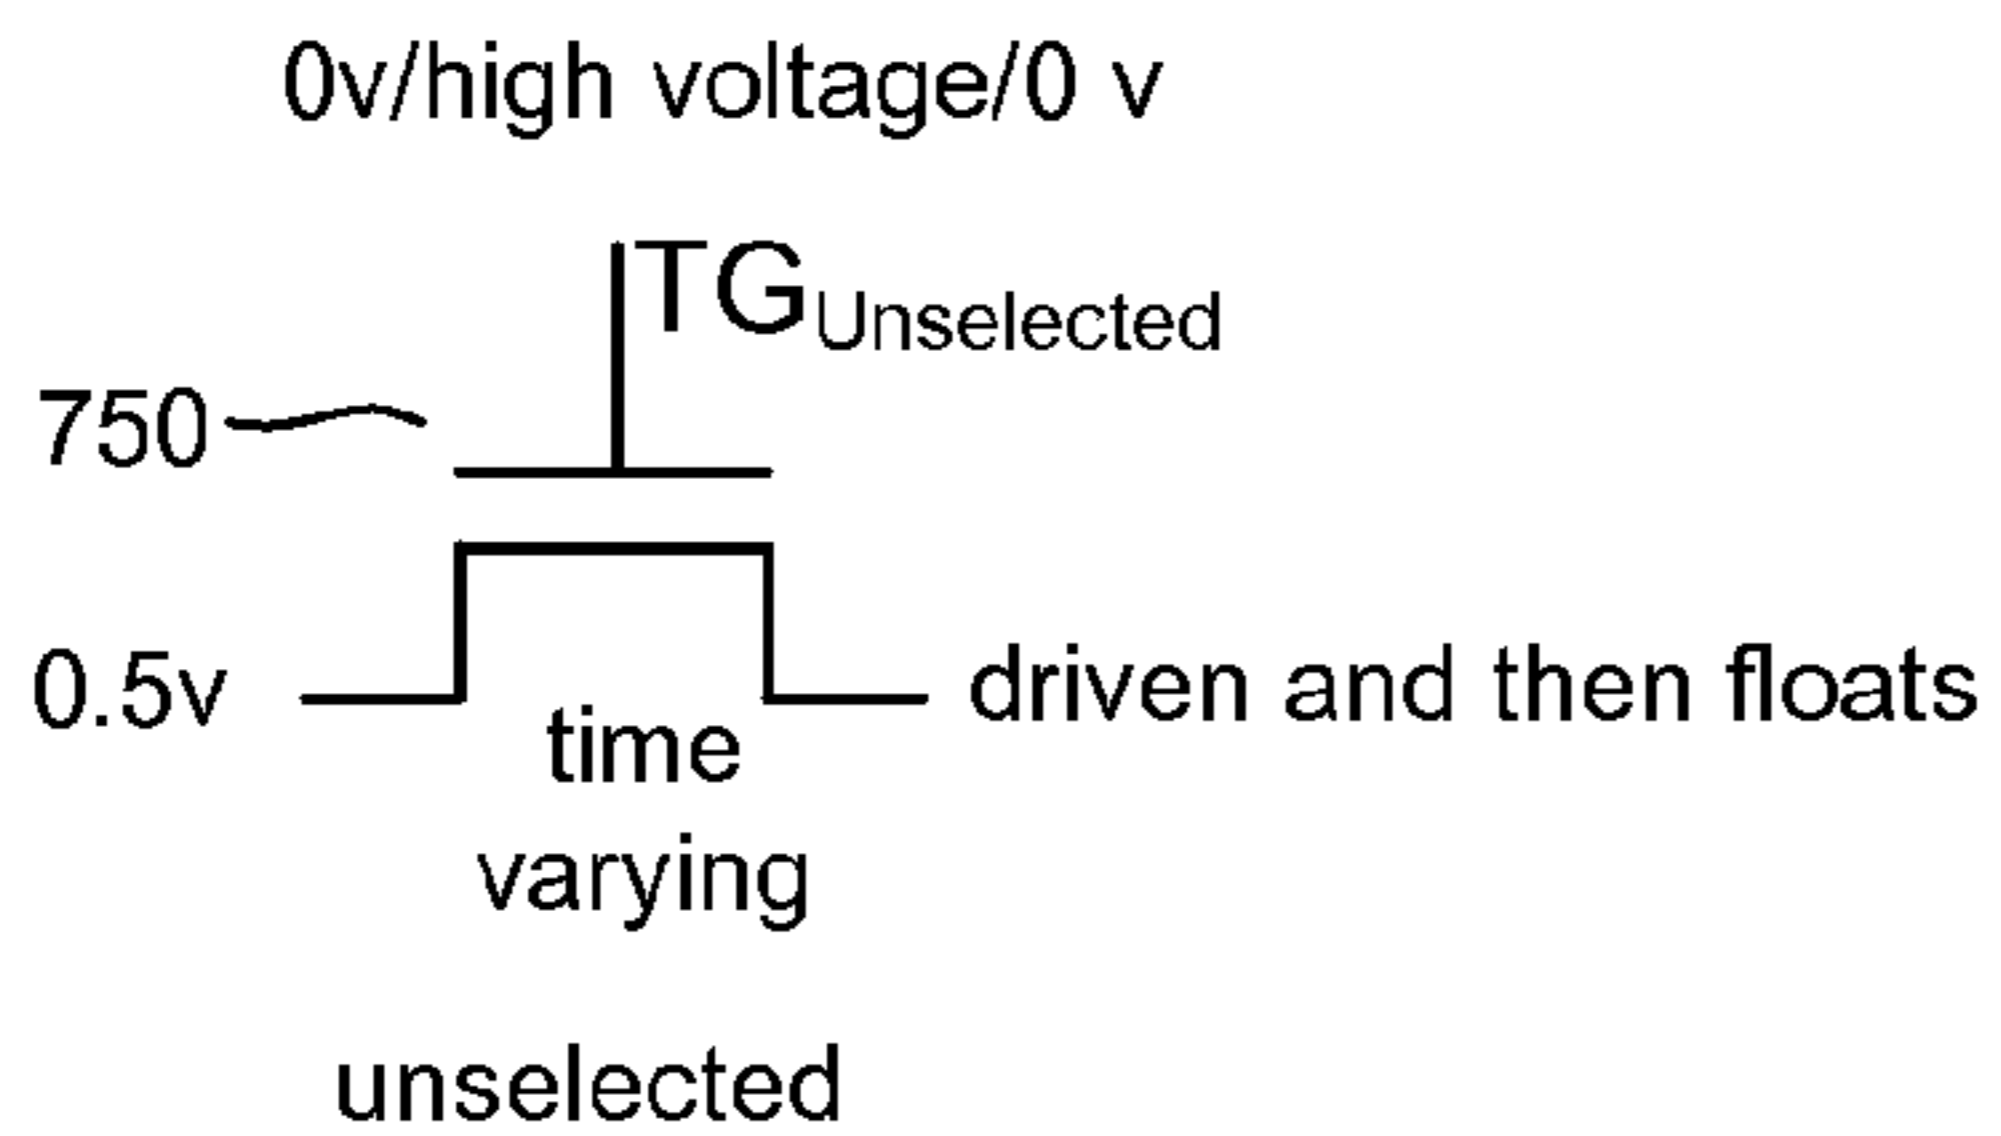 0v/high voltage/0 v
TGUnselected
750
0.5v
driven and then floats
time
varying
unselected